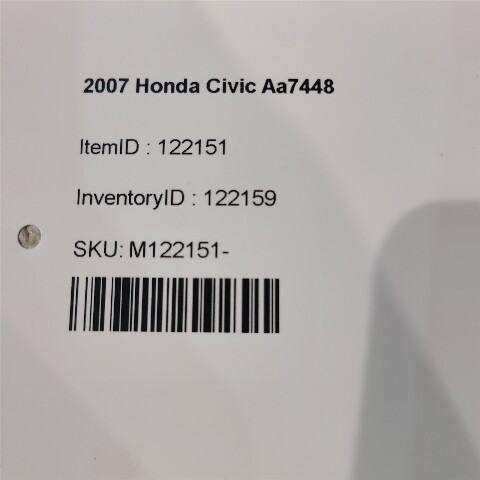 2007 Honda Civic Aa7448
ItemID : 122151
InventoryID : 122159
SKU: M122151-